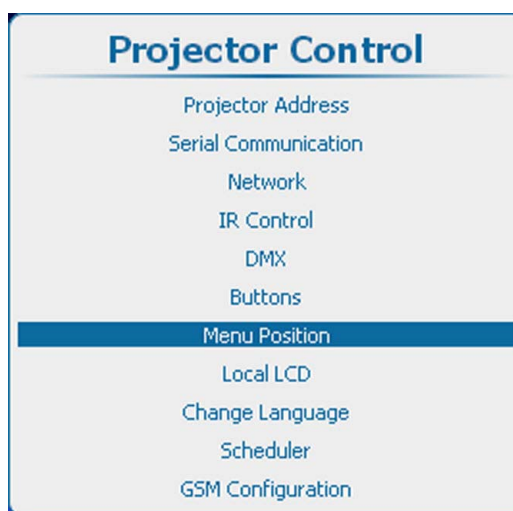 Projector Control
Projector Address
Serial Communication
Network
IR Control
DMX
Buttons
Menu Position
Local LCD
Change Language
Scheduler
GSM Configuration